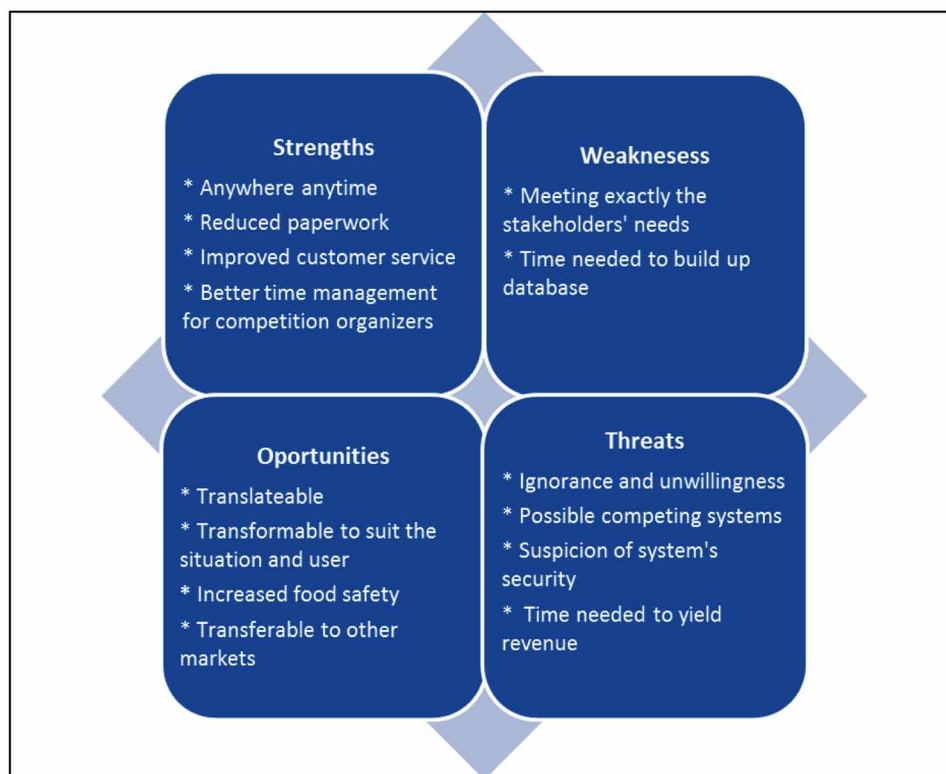 Strengths
* Anywhere anytime
* Reduced paperwork
* Improved customer service
* Better time management
for competition organizers
Weaknesess
* Meeting exactly the
stakeholders' needs
* Time needed to build up
database
Oportunities
* Translateable
* Transformable to suit the
situation and user
* Increased food safety
* Transferable to other
markets
Threats
* Ignorance and unwillingness
* Possible competing systems
* Suspicion of system's
security
* Time needed to yield
revenue